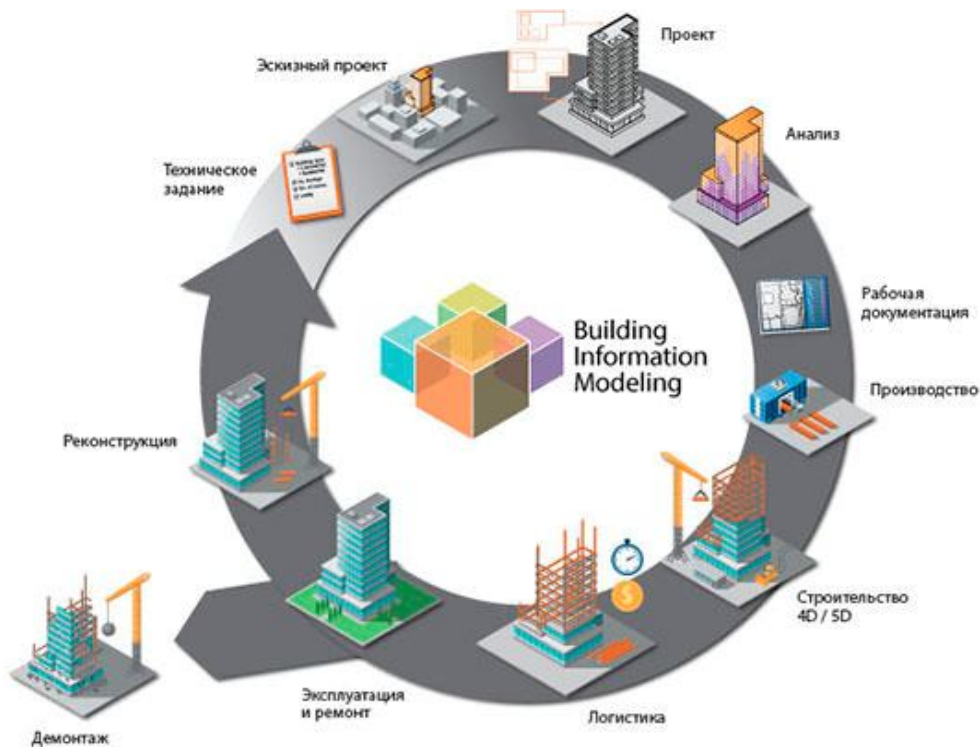 Проект
Эскизный проект
Анализ
Техническое
задание
Рабочая
документация
Building
Information
Modeling
Производство
Реконструкция
Строительство
4D / 5D
Эксплуатация
и ремонт
Логистика
Демонтаж